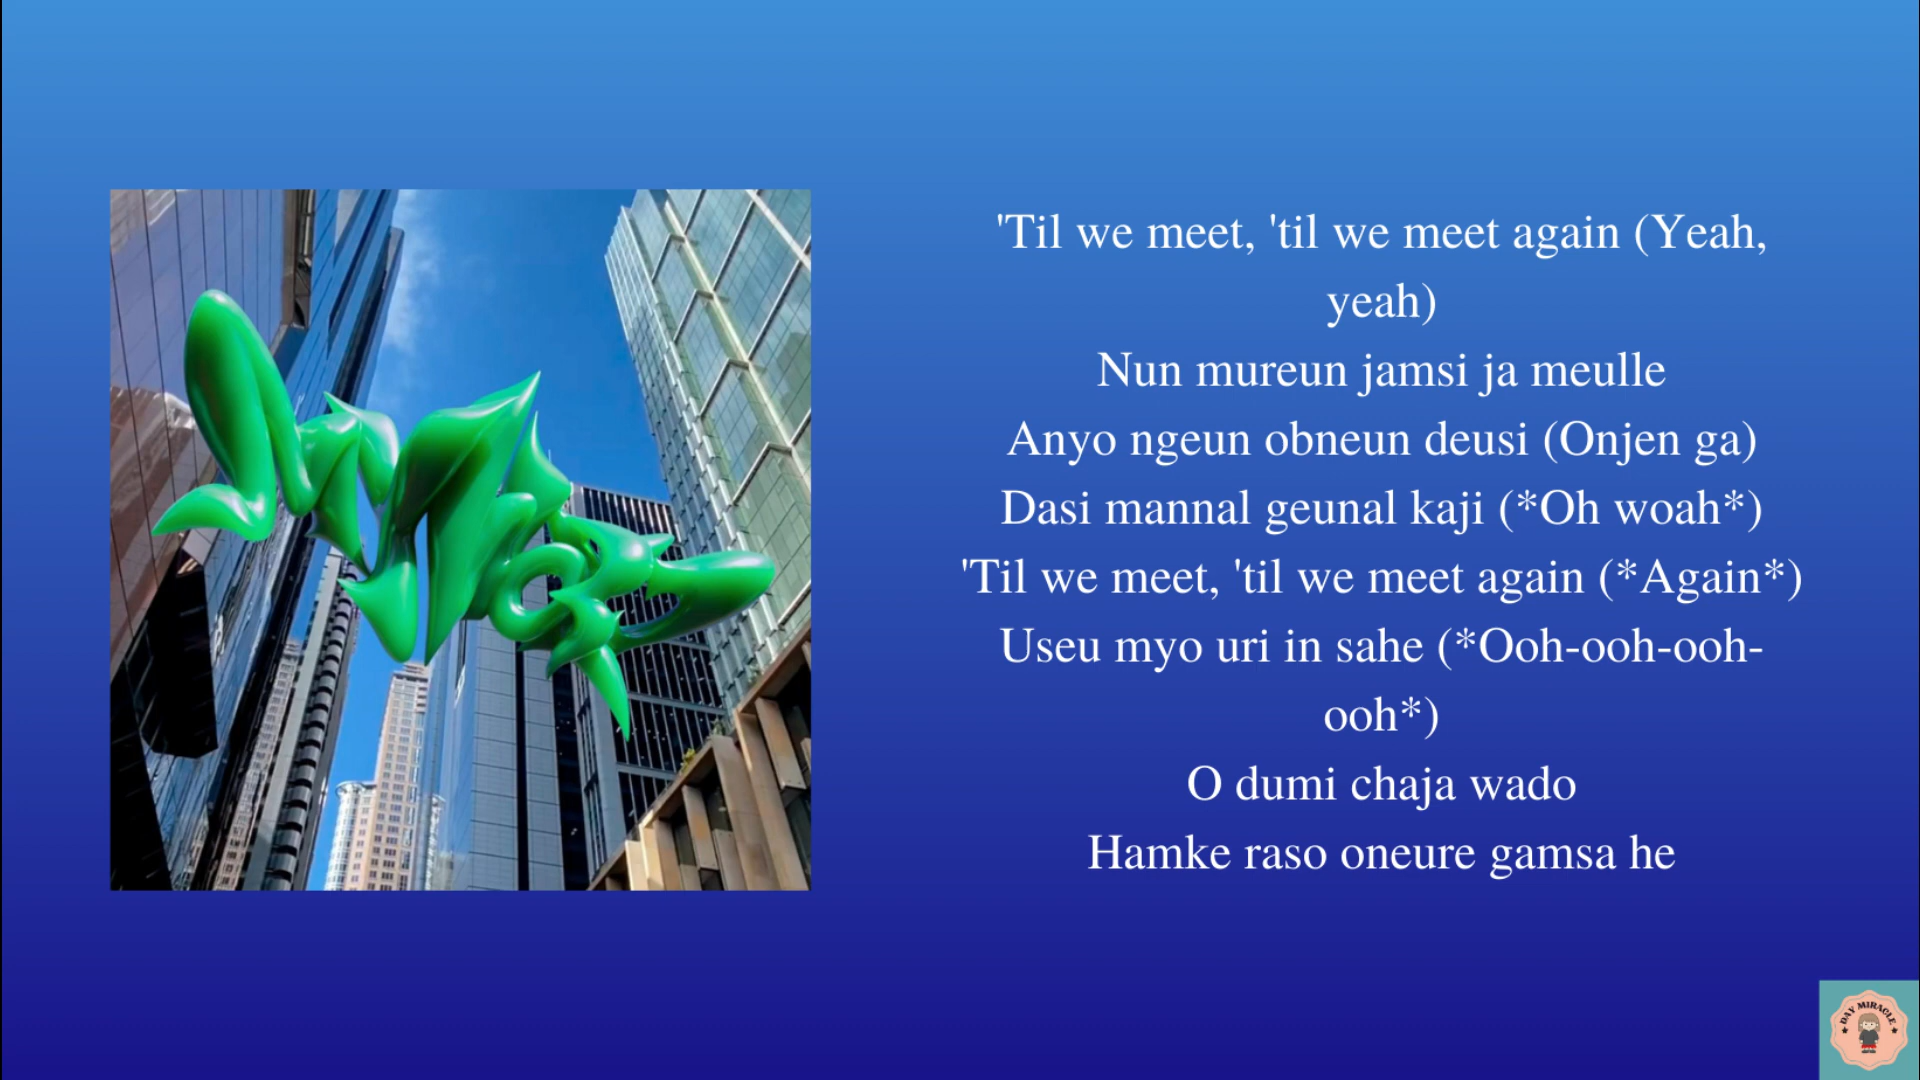 'Til we meet, 'til we meet again (Yeah,
yeah)
Nun mureun jamsi ja meulle
Anyo ngeun obneun deusi (Onjen ga)
Dasi mannal geunal kaji (*Oh woah*)
'Til we meet, 'til we meet again (*Again*)
Useu myo uri in sahe (*Ooh-ooh-ooh-
ooh*)
O dumi chaja wado
Hamke raso oneure gamsa he
DAY MIRACLE